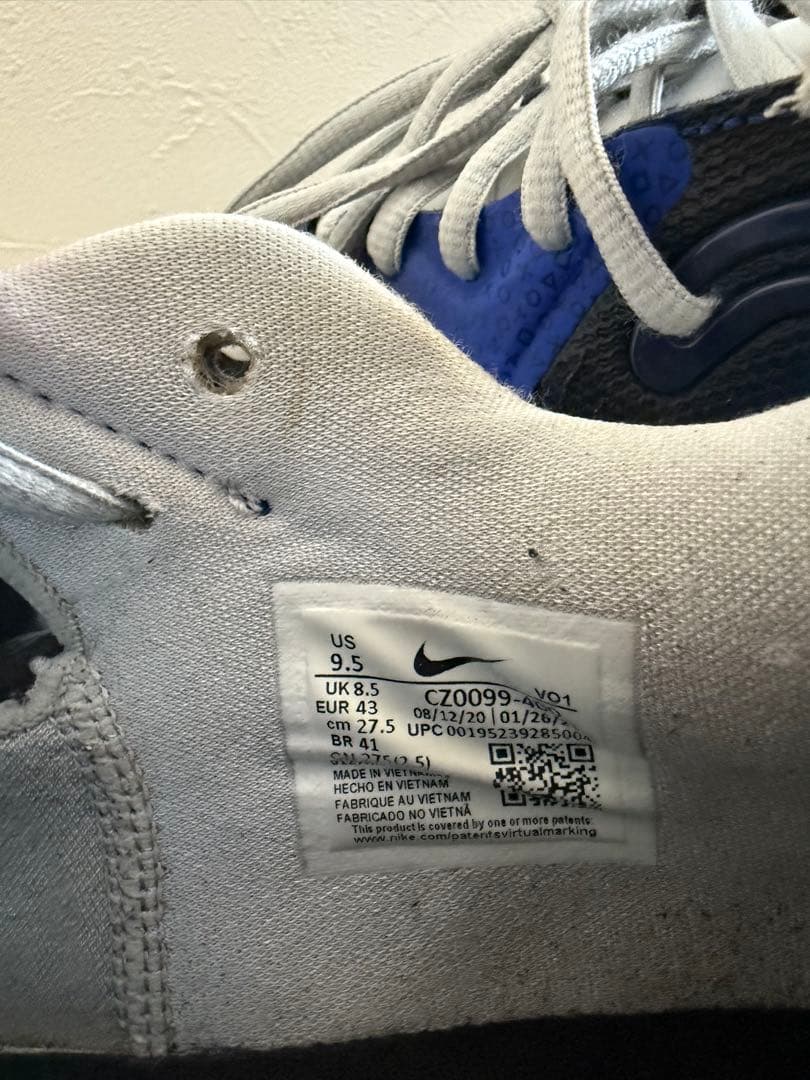 US
9.5
UK 8.5
EUR 43
cm 27.5
BR 41
CZ0099-
VO1
08/12/20 | 01/26/
UPC 0019523928500
MADE IN VIETNAM
HECHO EN VIETNAM
FABRIQUE AU VIETNAM
FABRICADO NO VIETNÃ
This product is covered by one or more patents:
www.nike.com/patentsvirtualmarking